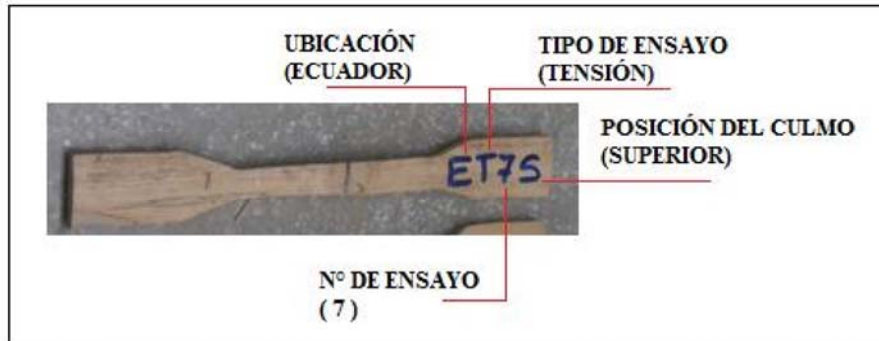 UBICACIÓN
(ECUADOR)
TIPO DE ENSAYO
(TENSIÓN)
POSICIÓN DEL CULMO
(SUPERIOR)
ET7S
N° DE ENSAYO
( 7 )